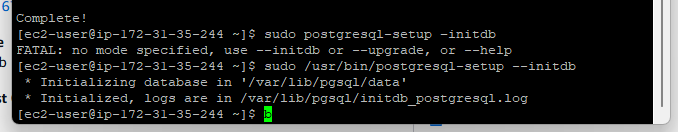 6
Complete!
[ec2-user@ip-172-31-35-244 ~]$ sudo postgresql-setup -initdb
FATAL: no mode specified, use --initdb or --upgrade, or --help
[ec2-user@ip-172-31-35-244 ~]$ sudo /usr/bin/postgresql-setup --initdb
* Initializing database in '/var/lib/pgsql/data'
* Initialized, logs are in /var/lib/pgsql/initdb_postgresql.log
[ec2-user@ip-172-31-35-244 ~]$ b